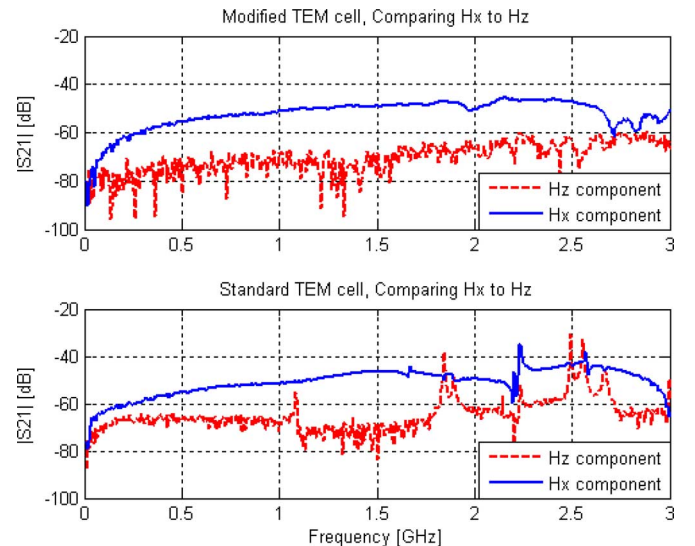 Modified TEM cell, Comparing Hx to Hz
-20
-40
-60
-80
-100
|S21| [dB]
0 0.5 1 1.5 2 2.5 3
Hz component
Hx component
Standard TEM cell, Comparing Hx to Hz
-20
-40
-60
-80
-100
|S21| [dB]
0 0.5 1 1.5 2 2.5 3
Hz component
Hx component
Frequency [GHz]